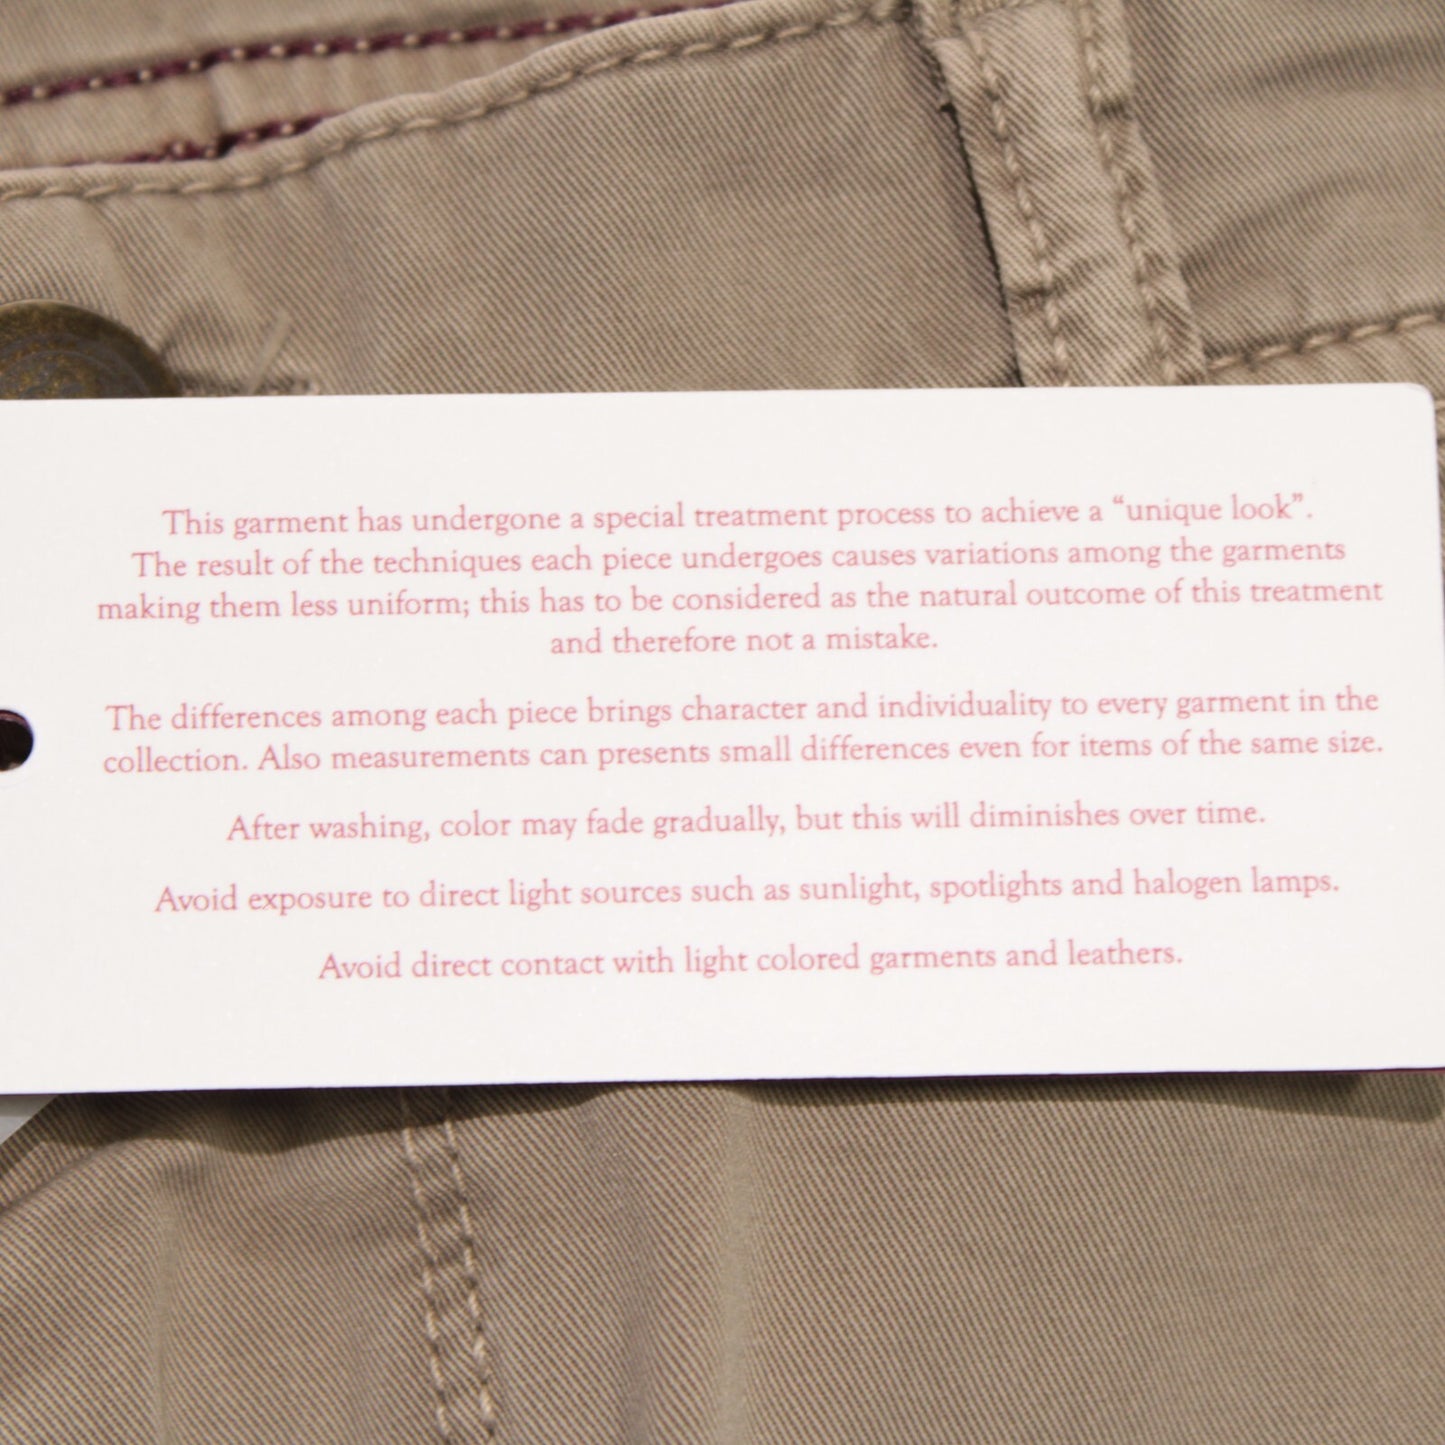 This garment has undergone a special treatment process to achieve a “unique look”.
The result of the techniques each piece undergoes causes variations among the garments
making them less uniform; this has to be considered as the natural outcome of this treatment
and therefore not a mistake.
The differences among each piece brings character and individuality to every garment in the
collection. Also measurements can presents small differences even for items of the same size.
After washing, color may fade gradually, but this will diminishes over time.
Avoid exposure to direct light sources such as sunlight, spotlights and halogen lamps.
Avoid direct contact with light colored garments and leathers.